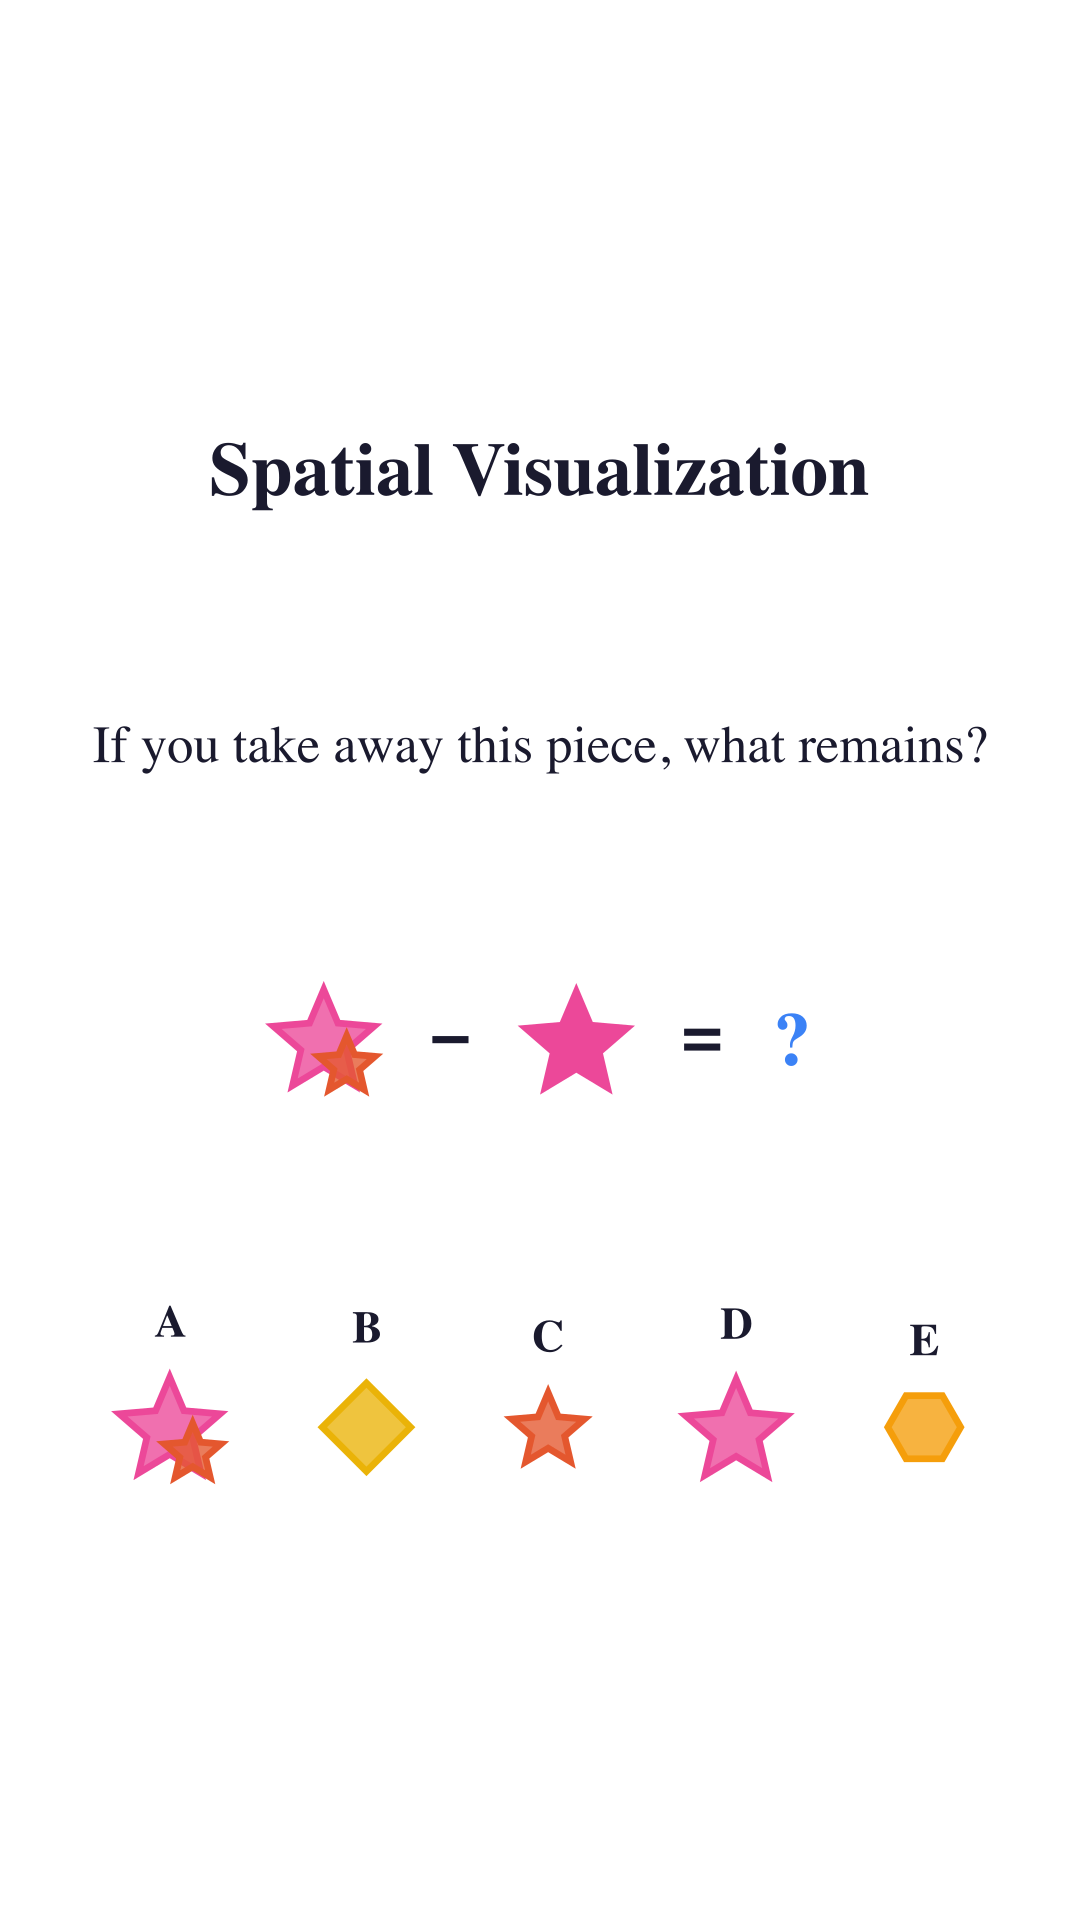 Spatial Visualization
If you take away this piece, what remains?
– = ?
A B C D E